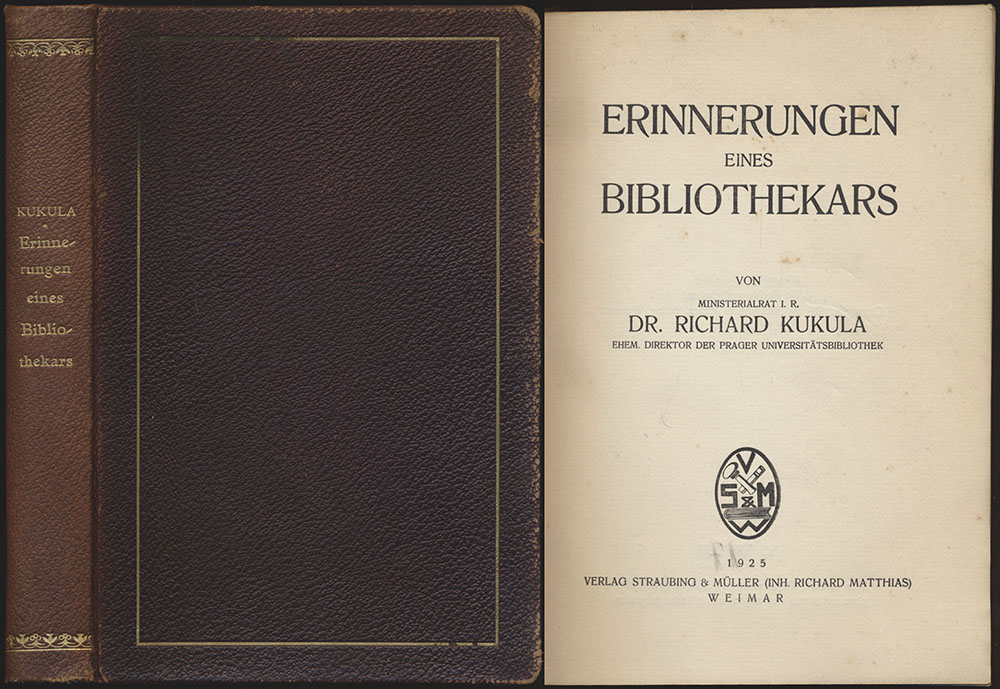 KUKULA
Erinne-
rungen
eines
Biblio-
thekars
ERINNERUNGEN
EINES
BIBLIOTHEKARS
VON
MINISTERIALRAT I. R.
DR. RICHARD KUKULA
EHEM. DIREKTOR DER PRAGER UNIVERSITÄTSBIBLIOTHEK
V
S & M
W
17
1925
VERLAG STRAUBING & MÜLLER (INH. RICHARD MATTHIAS)
WEIMAR